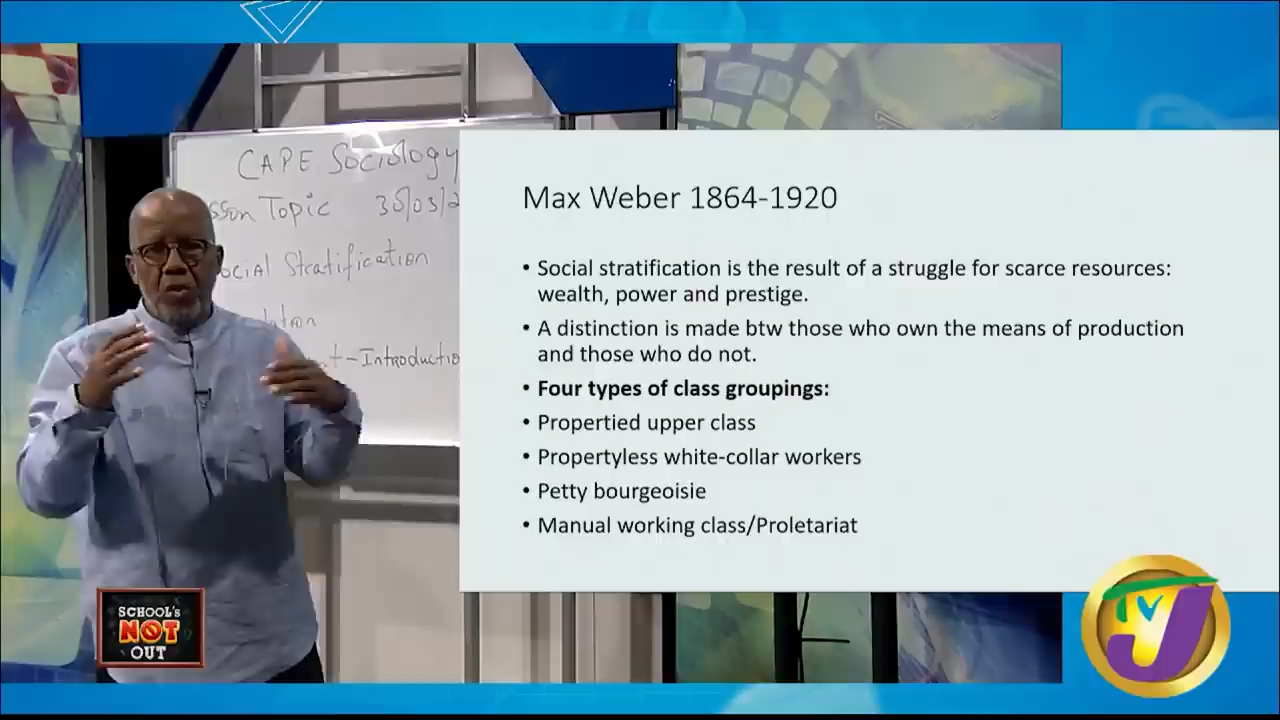 CAPE Sociology
Topic
Social Stratification
Introductio
Max Weber 1864-1920
• Social stratification is the result of a struggle for scarce resources:
wealth, power and prestige.
• A distinction is made btw those who own the means of production
and those who do not.
• Four types of class groupings:
• Propertied upper class
• Propertyless white-collar workers
• Petty bourgeoisie
• Manual working class/Proletariat
SCHOOL'S
NOT
OUT
TVJ